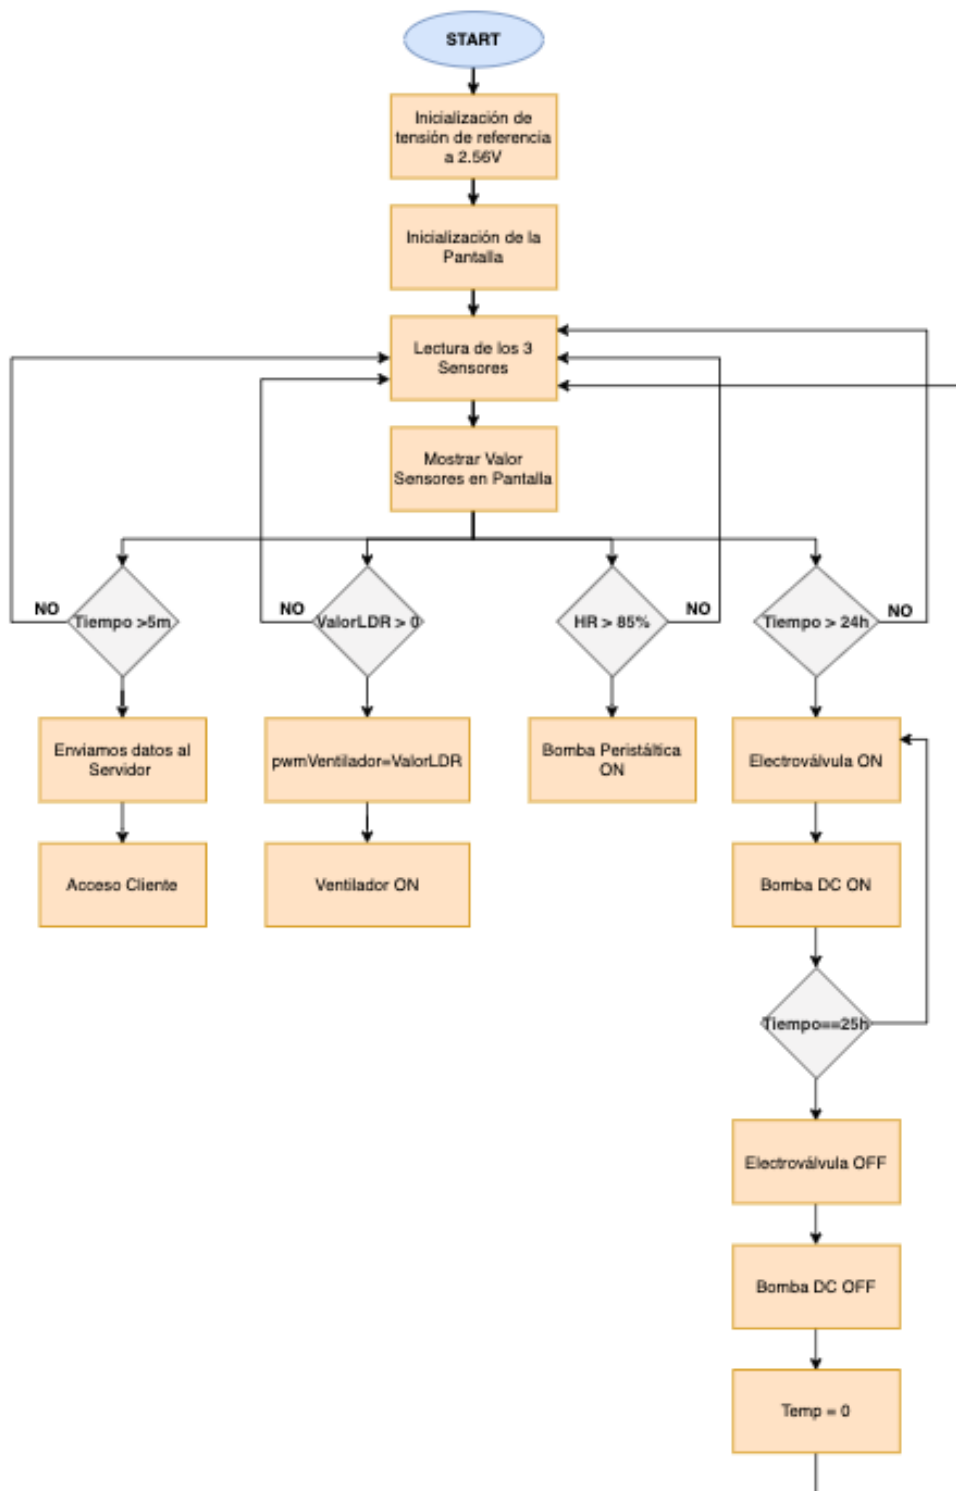 START
Inicialización de
tensión de referencia
a 2.56V
Inicialización de la
Pantalla
Lectura de los 3
Sensores
Mostrar Valor
Sensores en Pantalla
NO
Tiempo >5m
NO
ValorLDR > 0
HR > 85%
NO
Tiempo > 24h
NO
Enviamos datos al
Servidor
pwmVentilador=ValorLDR
Bomba Peristáltica
ON
Electroválvula ON
Acceso Cliente
Ventilador ON
Bomba DC ON
Tiempo==25h
Electroválvula OFF
Bomba DC OFF
Temp = 0